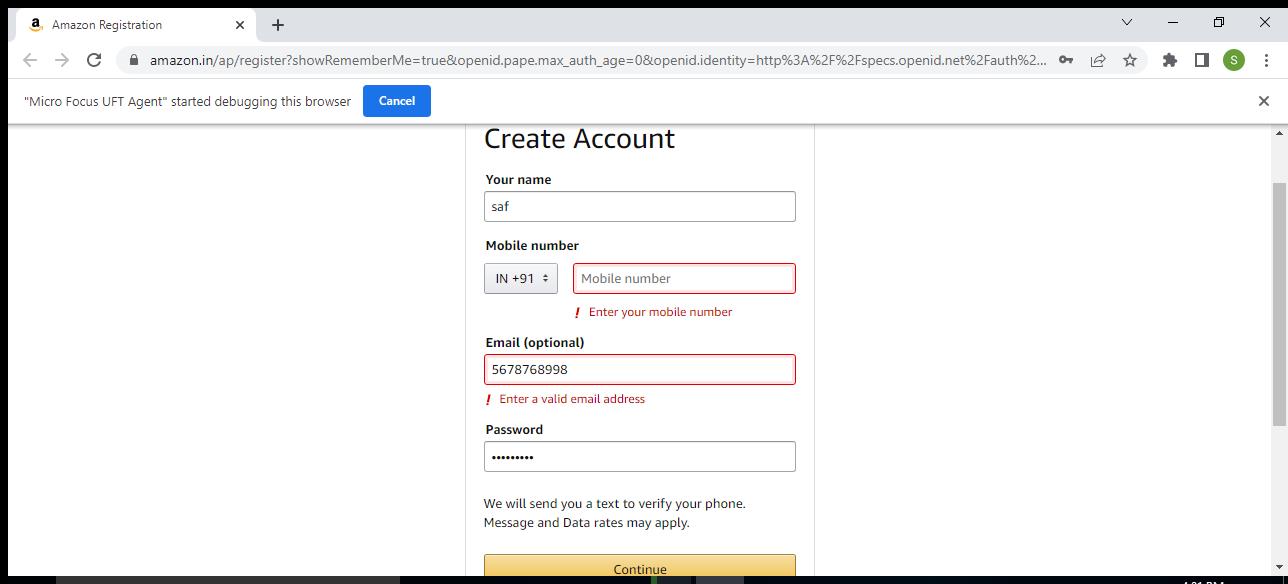 Amazon Registration
amazon.in/ap/register?showRememberMe=true&openid.pape.max_auth_age=0&openid.identity=http%3A%2F%2Fspecs.openid.net%2Fauth%2...
S
"Micro Focus UFT Agent" started debugging this browser Cancel
Create Account
Your name
saf
Mobile number
IN +91 Mobile number
! Enter your mobile number
Email (optional)
5678768998
! Enter a valid email address
Password
•••••••••
We will send you a text to verify your phone.
Message and Data rates may apply.
Continue